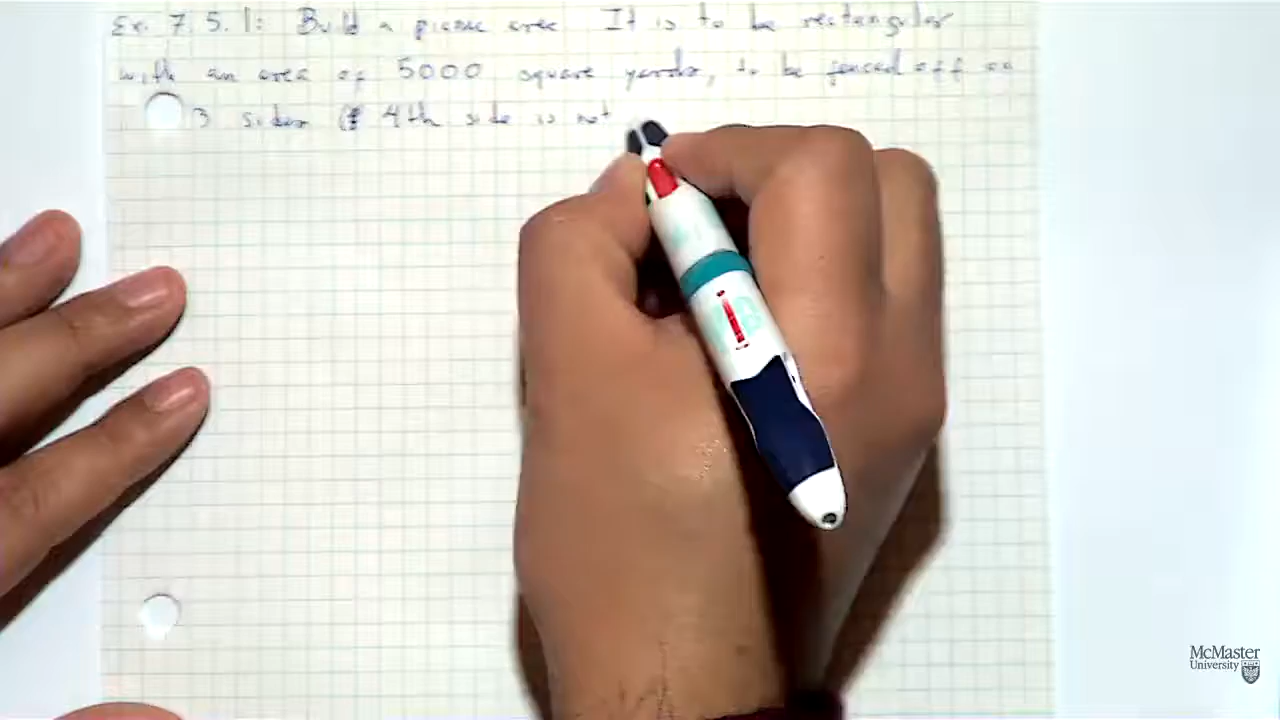 Ex. 7.5.1: Build a picnic area It is to be rectangular
with an area of 5000 square yards, to be fenced off on
3 sides ( 4th side is not
McMaster
University